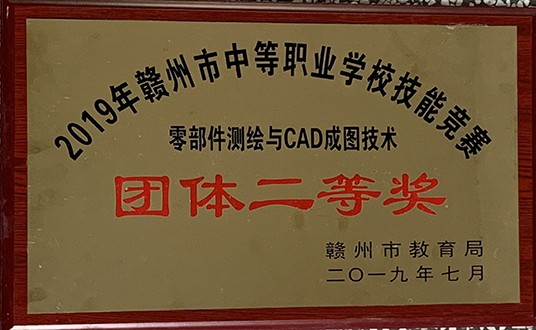 2019年赣州市中等职业学校技能竞赛
零部件测绘与CAD成图技术
团体二等奖
赣州市教育局
二〇一九年七月